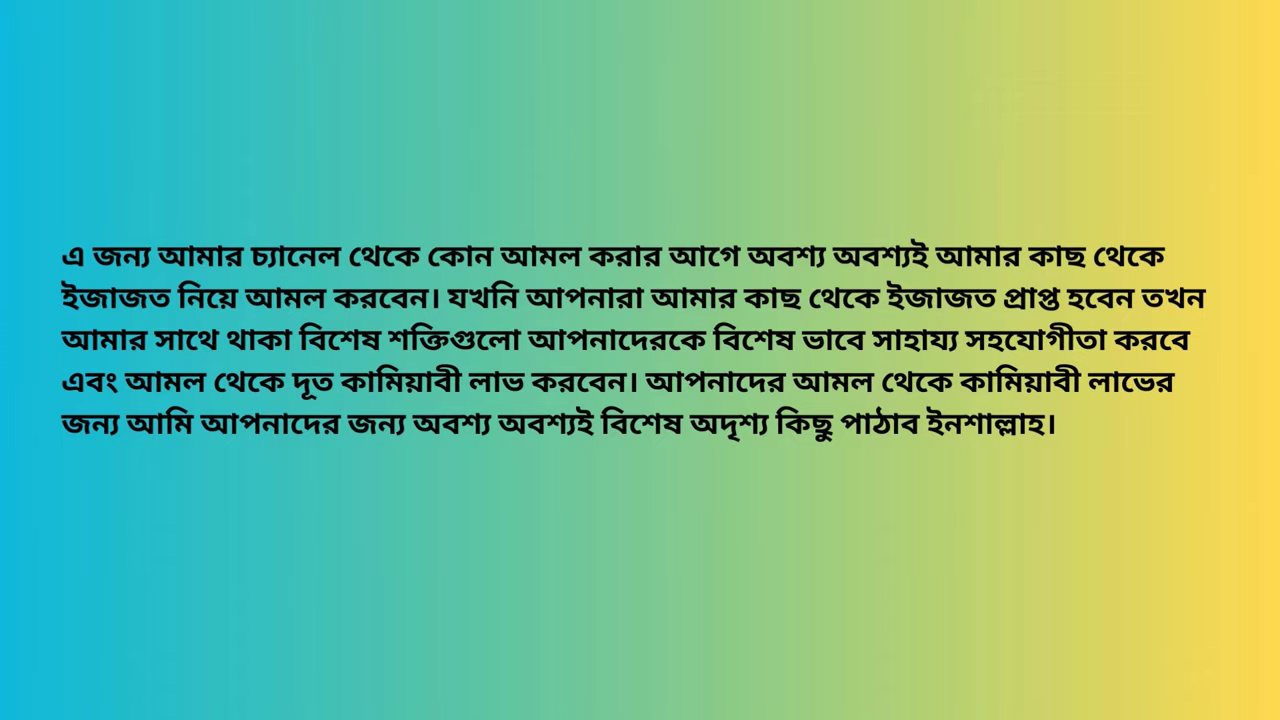 এ জন্য আমার চ্যানেল থেকে কোন আমল করার আগে অবশ্য অবশ্যই আমার কাছ থেকে
ইজাজত নিয়ে আমল করবেন। যখনি আপনারা আমার কাছ থেকে ইজাজত প্রাপ্ত হবেন তখন
আমার সাথে থাকা বিশেষ শক্তিগুলো আপনাদেরকে বিশেষ ভাবে সাহায্য সহযোগীতা করবে
এবং আমল থেকে দূত কামিয়াবী লাভ করবেন। আপনাদের আমল থেকে কামিয়াবী লাভের
জন্য আমি আপনাদের জন্য অবশ্য অবশ্যই বিশেষ অদৃশ্য কিছু পাঠাব ইনশাল্লাহ।